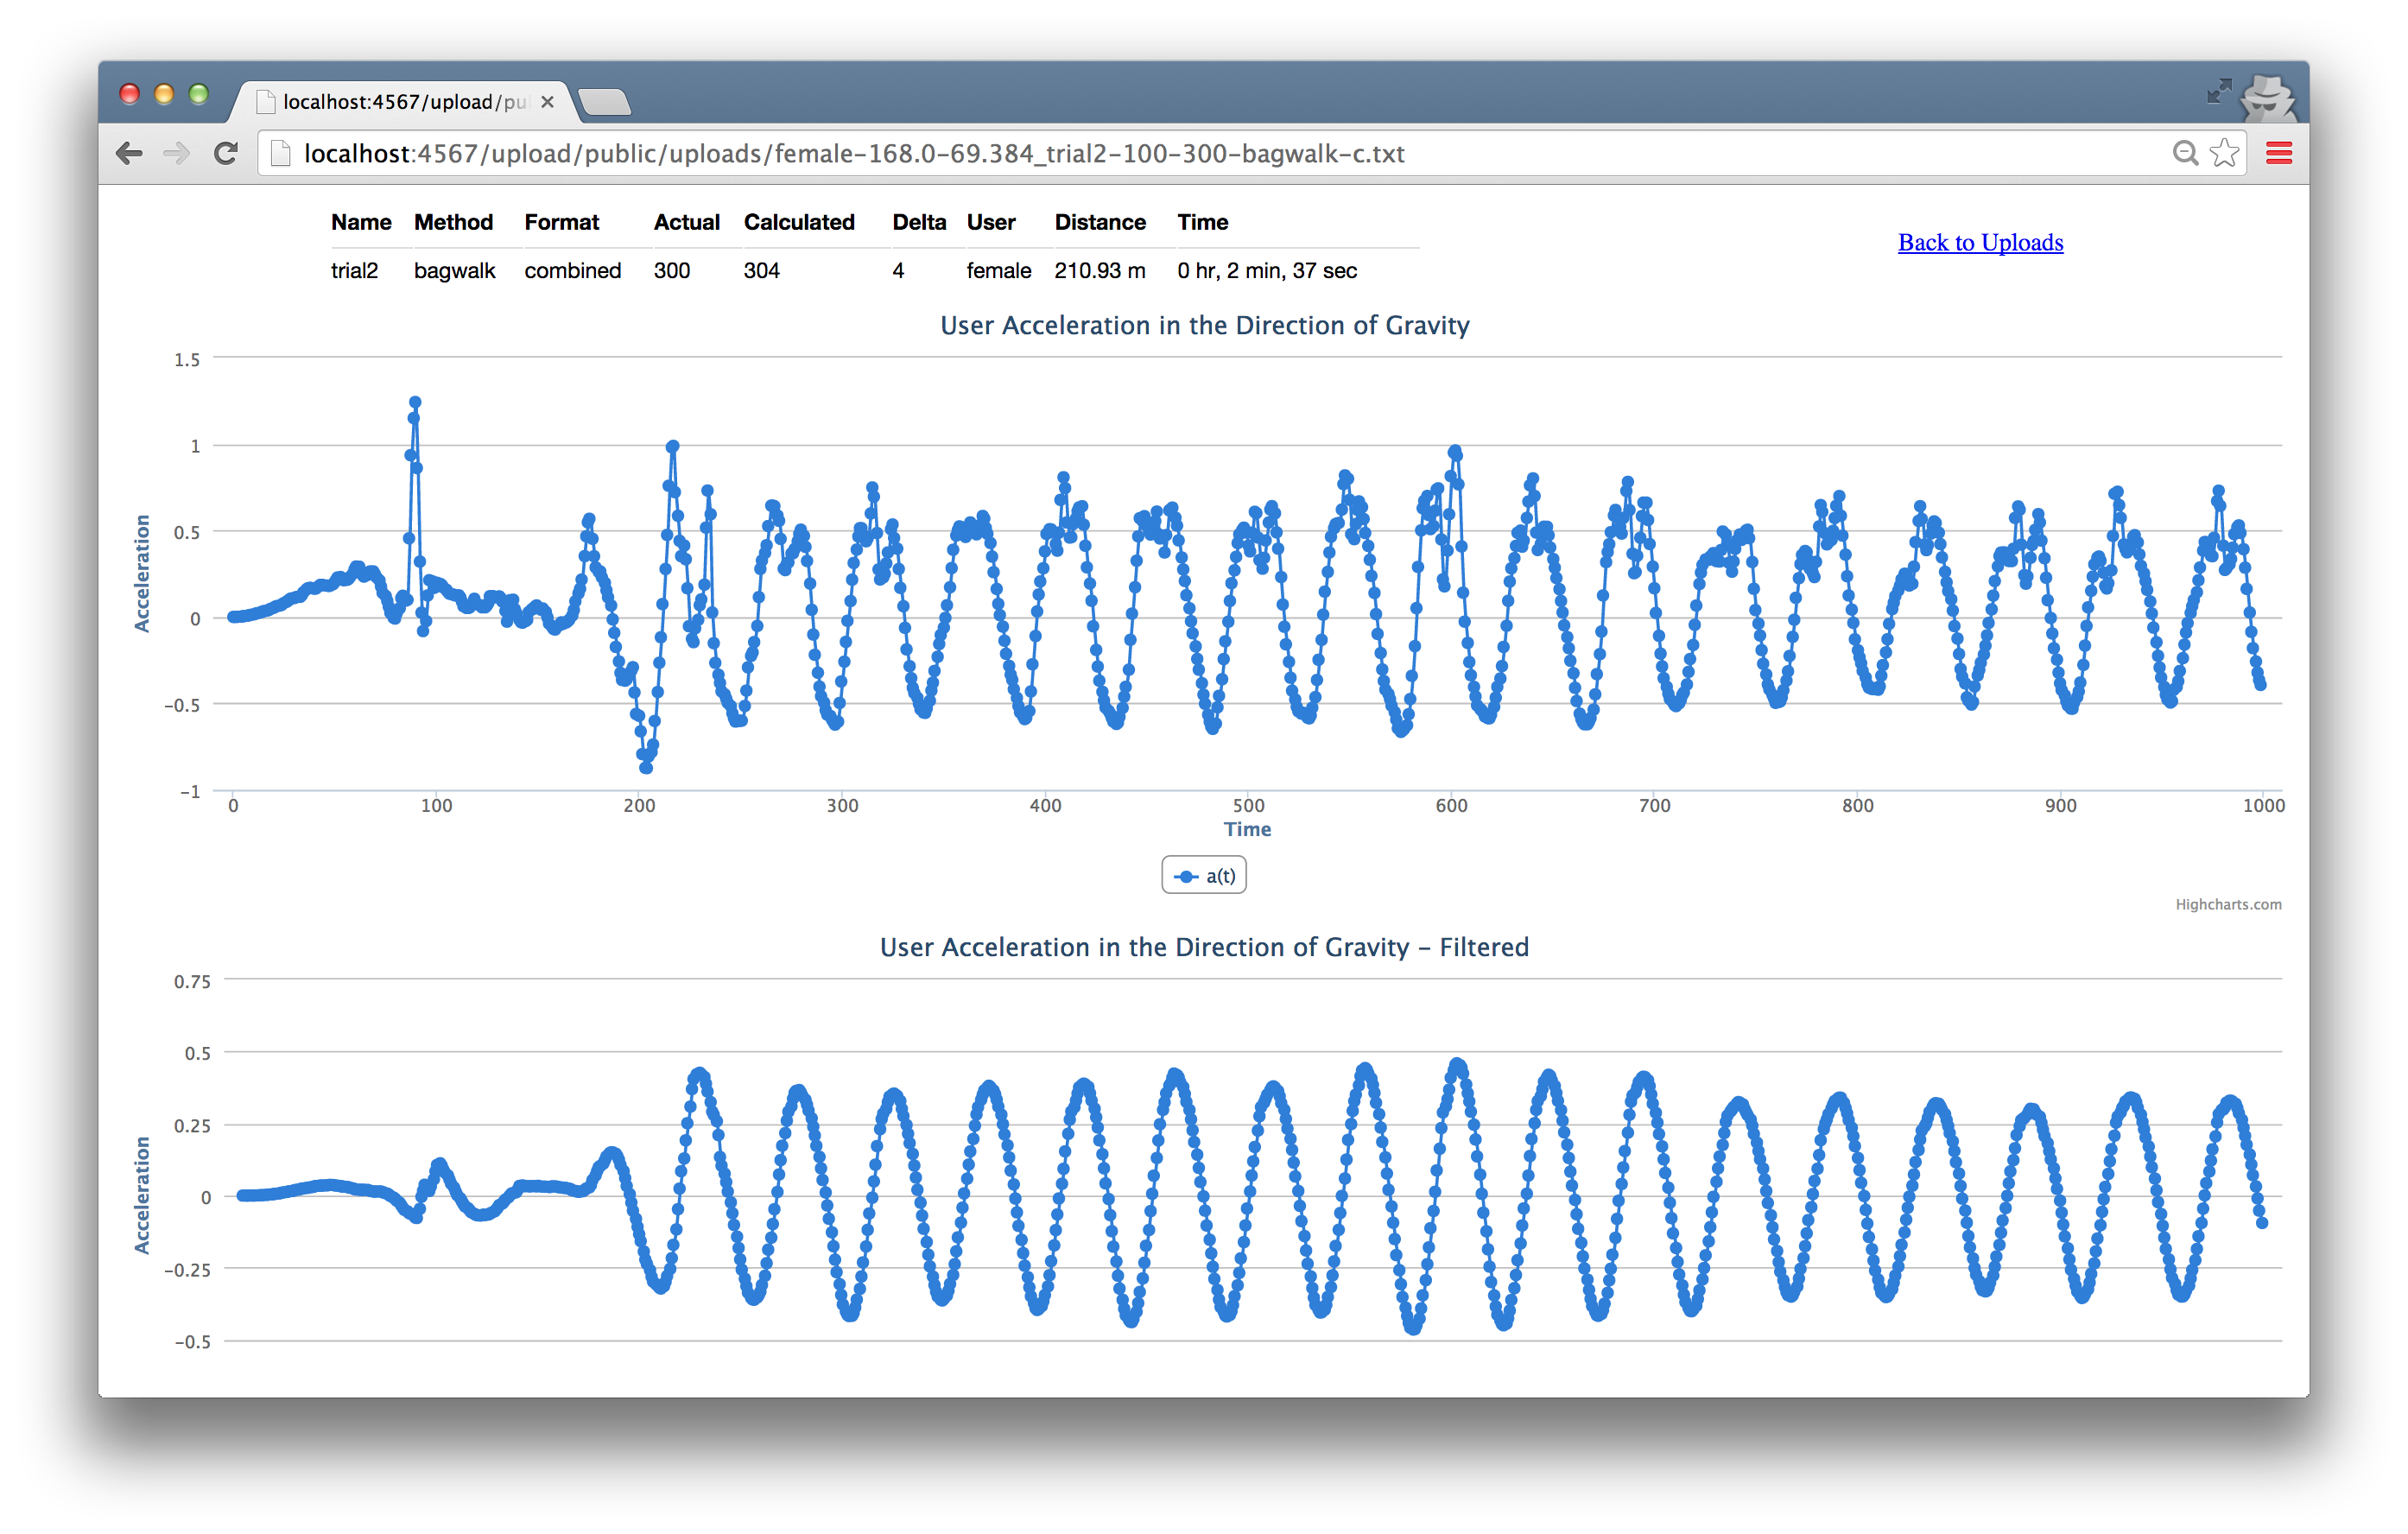 localhost:4567/upload/pu
localhost:4567/upload/public/uploads/female-168.0-69.384_trial2-100-300-bagwalk-c.txt
Name Method Format Actual Calculated Delta User Distance Time
trial2 bagwalk combined 300 304 4 female 210.93 m 0 hr, 2 min, 37 sec
Back to Uploads
User Acceleration in the Direction of Gravity
1.5
1
0.5
0
-0.5
-1
Acceleration
0 100 200 300 400 500 600 700 800 900 1000
Time
a(t)
Highcharts.com
User Acceleration in the Direction of Gravity - Filtered
0.75
0.5
0.25
0
-0.25
-0.5
Acceleration